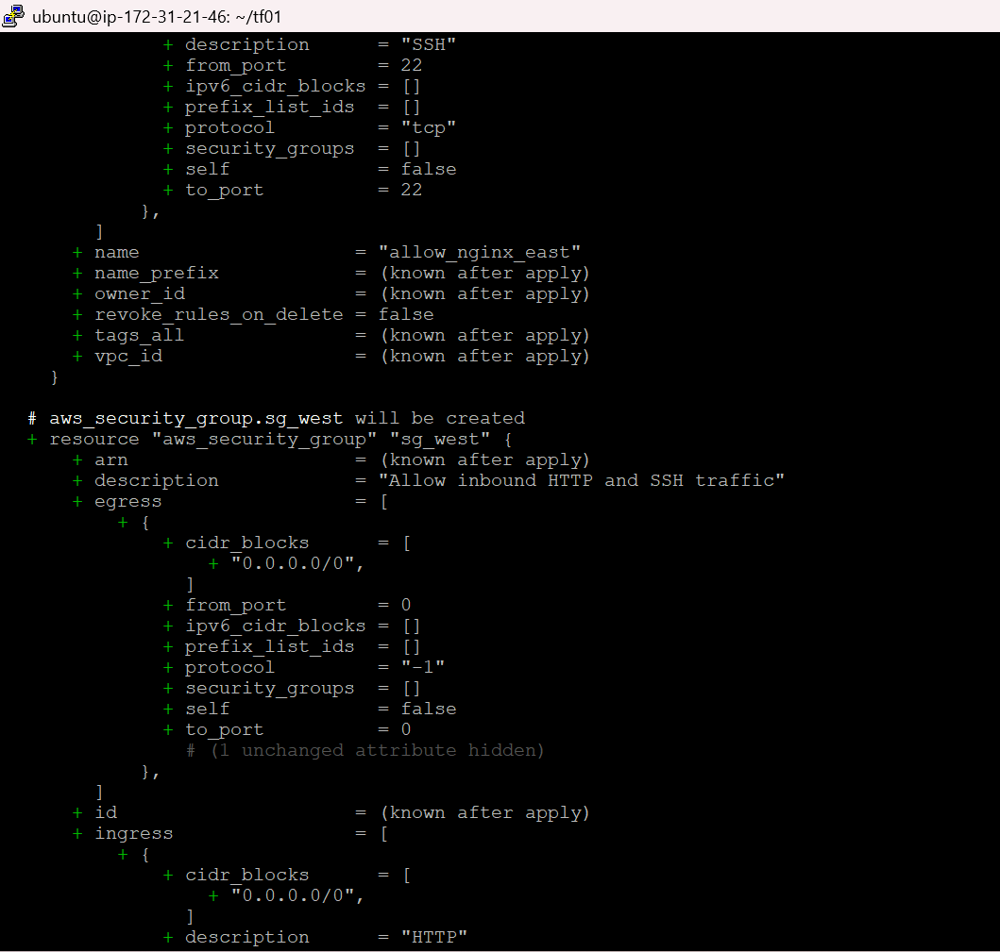 ubuntu@ip-172-31-21-46: ~/tf01
+ description      = "SSH"
+ from_port        = 22
+ ipv6_cidr_blocks = []
+ prefix_list_ids  = []
+ protocol         = "tcp"
+ security_groups  = []
+ self             = false
+ to_port          = 22
},
]
+ name                   = "allow_nginx_east"
+ name_prefix            = (known after apply)
+ owner_id               = (known after apply)
+ revoke_rules_on_delete = false
+ tags_all               = (known after apply)
+ vpc_id                 = (known after apply)
}
# aws_security_group.sg_west will be created
+ resource "aws_security_group" "sg_west" {
+ arn                    = (known after apply)
+ description            = "Allow inbound HTTP and SSH traffic"
+ egress                 = [
+ {
+ cidr_blocks      = [
+ "0.0.0.0/0",
]
+ from_port        = 0
+ ipv6_cidr_blocks = []
+ prefix_list_ids  = []
+ protocol         = "-1"
+ security_groups  = []
+ self             = false
+ to_port          = 0
# (1 unchanged attribute hidden)
},
]
+ id                     = (known after apply)
+ ingress                = [
+ {
+ cidr_blocks      = [
+ "0.0.0.0/0",
]
+ description      = "HTTP"